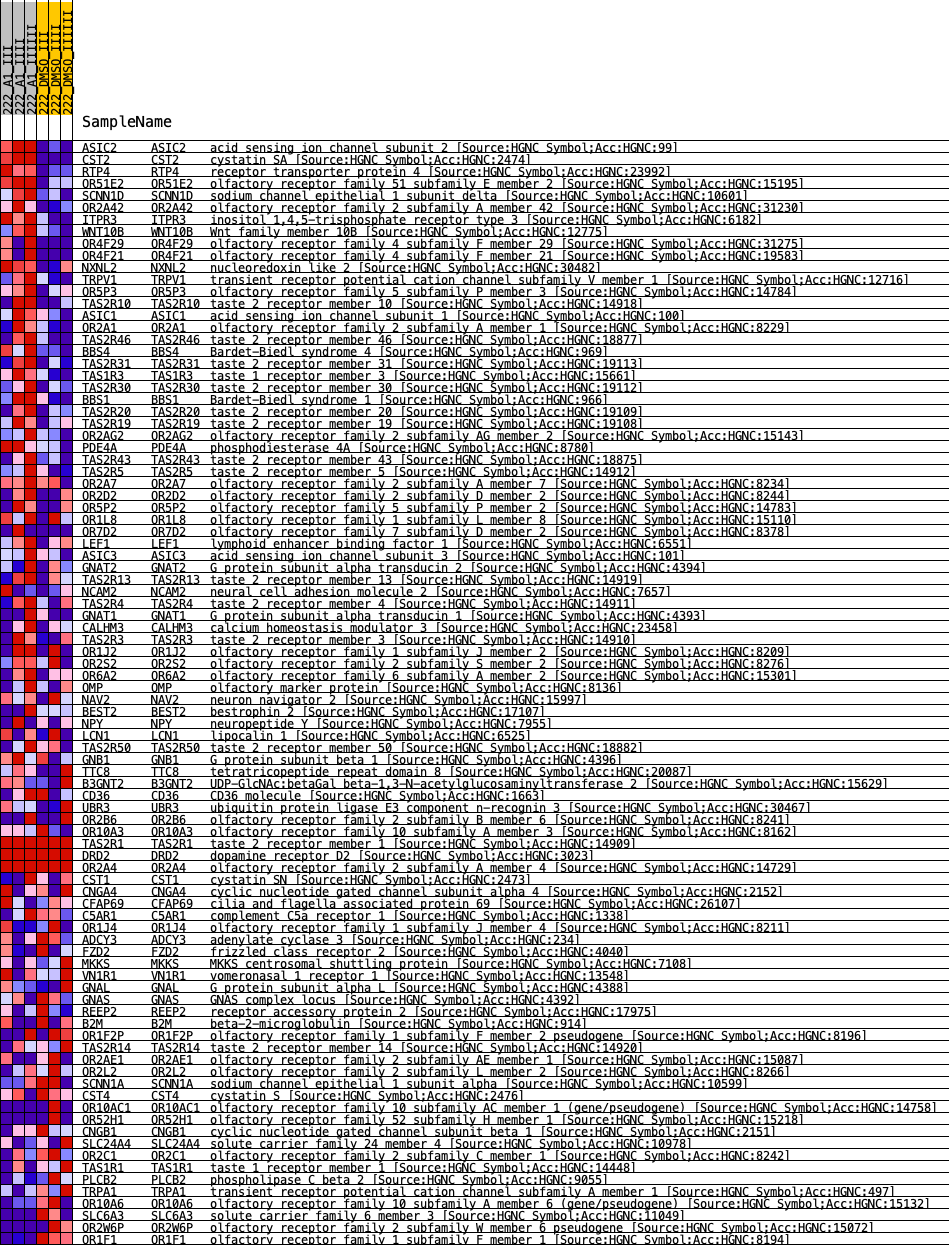 222_A1_III
222_A1_IIII
222_A1_IIIIII
222_DMSO_III
222_DMSO_IIII
222_DMSO_IIIIII
SampleName
ASIC2 ASIC2 acid sensing ion channel subunit 2 [Source:HGNC Symbol;Acc:HGNC:99]
CST2 CST2 cystatin SA [Source:HGNC Symbol;Acc:HGNC:2474]
RTP4 RTP4 receptor transporter protein 4 [Source:HGNC Symbol;Acc:HGNC:23992]
OR51E2 OR51E2 olfactory receptor family 51 subfamily E member 2 [Source:HGNC Symbol;Acc:HGNC:15195]
SCNN1D SCNN1D sodium channel epithelial 1 subunit delta [Source:HGNC Symbol;Acc:HGNC:10601]
OR2A42 OR2A42 olfactory receptor family 2 subfamily A member 42 [Source:HGNC Symbol;Acc:HGNC:31230]
ITPR3 ITPR3 inositol 1,4,5-trisphosphate receptor type 3 [Source:HGNC Symbol;Acc:HGNC:6182]
WNT10B WNT10B Wnt family member 10B [Source:HGNC Symbol;Acc:HGNC:12775]
OR4F29 OR4F29 olfactory receptor family 4 subfamily F member 29 [Source:HGNC Symbol;Acc:HGNC:31275]
OR4F21 OR4F21 olfactory receptor family 4 subfamily F member 21 [Source:HGNC Symbol;Acc:HGNC:19583]
NXNL2 NXNL2 nucleoredoxin like 2 [Source:HGNC Symbol;Acc:HGNC:30482]
TRPV1 TRPV1 transient receptor potential cation channel subfamily V member 1 [Source:HGNC Symbol;Acc:HGNC:12716]
OR5P3 OR5P3 olfactory receptor family 5 subfamily P member 3 [Source:HGNC Symbol;Acc:HGNC:14784]
TAS2R10 TAS2R10 taste 2 receptor member 10 [Source:HGNC Symbol;Acc:HGNC:14918]
ASIC1 ASIC1 acid sensing ion channel subunit 1 [Source:HGNC Symbol;Acc:HGNC:100]
OR2A1 OR2A1 olfactory receptor family 2 subfamily A member 1 [Source:HGNC Symbol;Acc:HGNC:8229]
TAS2R46 TAS2R46 taste 2 receptor member 46 [Source:HGNC Symbol;Acc:HGNC:18877]
BBS4 BBS4 Bardet-Biedl syndrome 4 [Source:HGNC Symbol;Acc:HGNC:969]
TAS2R31 TAS2R31 taste 2 receptor member 31 [Source:HGNC Symbol;Acc:HGNC:19113]
TAS1R3 TAS1R3 taste 1 receptor member 3 [Source:HGNC Symbol;Acc:HGNC:15661]
TAS2R30 TAS2R30 taste 2 receptor member 30 [Source:HGNC Symbol;Acc:HGNC:19112]
BBS1 BBS1 Bardet-Biedl syndrome 1 [Source:HGNC Symbol;Acc:HGNC:966]
TAS2R20 TAS2R20 taste 2 receptor member 20 [Source:HGNC Symbol;Acc:HGNC:19109]
TAS2R19 TAS2R19 taste 2 receptor member 19 [Source:HGNC Symbol;Acc:HGNC:19108]
OR2AG2 OR2AG2 olfactory receptor family 2 subfamily AG member 2 [Source:HGNC Symbol;Acc:HGNC:15143]
PDE4A PDE4A phosphodiesterase 4A [Source:HGNC Symbol;Acc:HGNC:8780]
TAS2R43 TAS2R43 taste 2 receptor member 43 [Source:HGNC Symbol;Acc:HGNC:18875]
TAS2R5 TAS2R5 taste 2 receptor member 5 [Source:HGNC Symbol;Acc:HGNC:14912]
OR2A7 OR2A7 olfactory receptor family 2 subfamily A member 7 [Source:HGNC Symbol;Acc:HGNC:8234]
OR2D2 OR2D2 olfactory receptor family 2 subfamily D member 2 [Source:HGNC Symbol;Acc:HGNC:8244]
OR5P2 OR5P2 olfactory receptor family 5 subfamily P member 2 [Source:HGNC Symbol;Acc:HGNC:14783]
OR1L8 OR1L8 olfactory receptor family 1 subfamily L member 8 [Source:HGNC Symbol;Acc:HGNC:15110]
OR7D2 OR7D2 olfactory receptor family 7 subfamily D member 2 [Source:HGNC Symbol;Acc:HGNC:8378]
LEF1 LEF1 lymphoid enhancer binding factor 1 [Source:HGNC Symbol;Acc:HGNC:6551]
ASIC3 ASIC3 acid sensing ion channel subunit 3 [Source:HGNC Symbol;Acc:HGNC:101]
GNAT2 GNAT2 G protein subunit alpha transducin 2 [Source:HGNC Symbol;Acc:HGNC:4394]
TAS2R13 TAS2R13 taste 2 receptor member 13 [Source:HGNC Symbol;Acc:HGNC:14919]
NCAM2 NCAM2 neural cell adhesion molecule 2 [Source:HGNC Symbol;Acc:HGNC:7657]
TAS2R4 TAS2R4 taste 2 receptor member 4 [Source:HGNC Symbol;Acc:HGNC:14911]
GNAT1 GNAT1 G protein subunit alpha transducin 1 [Source:HGNC Symbol;Acc:HGNC:4393]
CALHM3 CALHM3 calcium homeostasis modulator 3 [Source:HGNC Symbol;Acc:HGNC:23458]
TAS2R3 TAS2R3 taste 2 receptor member 3 [Source:HGNC Symbol;Acc:HGNC:14910]
OR1J2 OR1J2 olfactory receptor family 1 subfamily J member 2 [Source:HGNC Symbol;Acc:HGNC:8209]
OR2S2 OR2S2 olfactory receptor family 2 subfamily S member 2 [Source:HGNC Symbol;Acc:HGNC:8276]
OR6A2 OR6A2 olfactory receptor family 6 subfamily A member 2 [Source:HGNC Symbol;Acc:HGNC:15301]
OMP OMP olfactory marker protein [Source:HGNC Symbol;Acc:HGNC:8136]
NAV2 NAV2 neuron navigator 2 [Source:HGNC Symbol;Acc:HGNC:15997]
BEST2 BEST2 bestrophin 2 [Source:HGNC Symbol;Acc:HGNC:17107]
NPY NPY neuropeptide Y [Source:HGNC Symbol;Acc:HGNC:7955]
LCN1 LCN1 lipocalin 1 [Source:HGNC Symbol;Acc:HGNC:6525]
TAS2R50 TAS2R50 taste 2 receptor member 50 [Source:HGNC Symbol;Acc:HGNC:18882]
GNB1 GNB1 G protein subunit beta 1 [Source:HGNC Symbol;Acc:HGNC:4396]
TTC8 TTC8 tetratricopeptide repeat domain 8 [Source:HGNC Symbol;Acc:HGNC:20087]
B3GNT2 B3GNT2 UDP-GlcNAc:betaGal beta-1,3-N-acetylglucosaminyltransferase 2 [Source:HGNC Symbol;Acc:HGNC:15629]
CD36 CD36 CD36 molecule [Source:HGNC Symbol;Acc:HGNC:1663]
UBR3 UBR3 ubiquitin protein ligase E3 component n-recognin 3 [Source:HGNC Symbol;Acc:HGNC:30467]
OR2B6 OR2B6 olfactory receptor family 2 subfamily B member 6 [Source:HGNC Symbol;Acc:HGNC:8241]
OR10A3 OR10A3 olfactory receptor family 10 subfamily A member 3 [Source:HGNC Symbol;Acc:HGNC:8162]
TAS2R1 TAS2R1 taste 2 receptor member 1 [Source:HGNC Symbol;Acc:HGNC:14909]
DRD2 DRD2 dopamine receptor D2 [Source:HGNC Symbol;Acc:HGNC:3023]
OR2A4 OR2A4 olfactory receptor family 2 subfamily A member 4 [Source:HGNC Symbol;Acc:HGNC:14729]
CST1 CST1 cystatin SN [Source:HGNC Symbol;Acc:HGNC:2473]
CNGA4 CNGA4 cyclic nucleotide gated channel subunit alpha 4 [Source:HGNC Symbol;Acc:HGNC:2152]
CFAP69 CFAP69 cilia and flagella associated protein 69 [Source:HGNC Symbol;Acc:HGNC:26107]
C5AR1 C5AR1 complement C5a receptor 1 [Source:HGNC Symbol;Acc:HGNC:1338]
OR1J4 OR1J4 olfactory receptor family 1 subfamily J member 4 [Source:HGNC Symbol;Acc:HGNC:8211]
ADCY3 ADCY3 adenylate cyclase 3 [Source:HGNC Symbol;Acc:HGNC:234]
FZD2 FZD2 frizzled class receptor 2 [Source:HGNC Symbol;Acc:HGNC:4040]
MKKS MKKS MKKS centrosomal shuttling protein [Source:HGNC Symbol;Acc:HGNC:7108]
VN1R1 VN1R1 vomeronasal 1 receptor 1 [Source:HGNC Symbol;Acc:HGNC:13548]
GNAL GNAL G protein subunit alpha L [Source:HGNC Symbol;Acc:HGNC:4388]
GNAS GNAS GNAS complex locus [Source:HGNC Symbol;Acc:HGNC:4392]
REEP2 REEP2 receptor accessory protein 2 [Source:HGNC Symbol;Acc:HGNC:17975]
B2M B2M beta-2-microglobulin [Source:HGNC Symbol;Acc:HGNC:914]
OR1F2P OR1F2P olfactory receptor family 1 subfamily F member 2 pseudogene [Source:HGNC Symbol;Acc:HGNC:8196]
TAS2R14 TAS2R14 taste 2 receptor member 14 [Source:HGNC Symbol;Acc:HGNC:14920]
OR2AE1 OR2AE1 olfactory receptor family 2 subfamily AE member 1 [Source:HGNC Symbol;Acc:HGNC:15087]
OR2L2 OR2L2 olfactory receptor family 2 subfamily L member 2 [Source:HGNC Symbol;Acc:HGNC:8266]
SCNN1A SCNN1A sodium channel epithelial 1 subunit alpha [Source:HGNC Symbol;Acc:HGNC:10599]
CST4 CST4 cystatin S [Source:HGNC Symbol;Acc:HGNC:2476]
OR10AC1 OR10AC1 olfactory receptor family 10 subfamily AC member 1 (gene/pseudogene) [Source:HGNC Symbol;Acc:HGNC:14758]
OR52H1 OR52H1 olfactory receptor family 52 subfamily H member 1 [Source:HGNC Symbol;Acc:HGNC:15218]
CNGB1 CNGB1 cyclic nucleotide gated channel subunit beta 1 [Source:HGNC Symbol;Acc:HGNC:2151]
SLC24A4 SLC24A4 solute carrier family 24 member 4 [Source:HGNC Symbol;Acc:HGNC:10978]
OR2C1 OR2C1 olfactory receptor family 2 subfamily C member 1 [Source:HGNC Symbol;Acc:HGNC:8242]
TAS1R1 TAS1R1 taste 1 receptor member 1 [Source:HGNC Symbol;Acc:HGNC:14448]
PLCB2 PLCB2 phospholipase C beta 2 [Source:HGNC Symbol;Acc:HGNC:9055]
TRPA1 TRPA1 transient receptor potential cation channel subfamily A member 1 [Source:HGNC Symbol;Acc:HGNC:497]
OR10A6 OR10A6 olfactory receptor family 10 subfamily A member 6 (gene/pseudogene) [Source:HGNC Symbol;Acc:HGNC:15132]
SLC6A3 SLC6A3 solute carrier family 6 member 3 [Source:HGNC Symbol;Acc:HGNC:11049]
OR2W6P OR2W6P olfactory receptor family 2 subfamily W member 6 pseudogene [Source:HGNC Symbol;Acc:HGNC:15072]
OR1F1 OR1F1 olfactory receptor family 1 subfamily F member 1 [Source:HGNC Symbol;Acc:HGNC:8194]